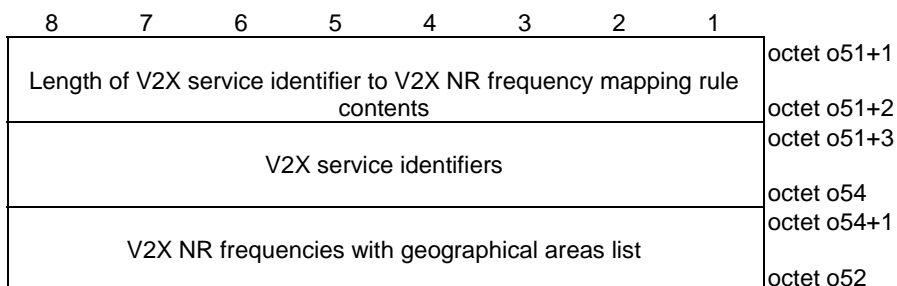 8 7 6 5 4 3 2 1
Length of V2X service identifier to V2X NR frequency mapping rule
contents
octet o51+1
octet o51+2
V2X service identifiers
octet o51+3
octet o54
V2X NR frequencies with geographical areas list
octet o54+1
octet o52